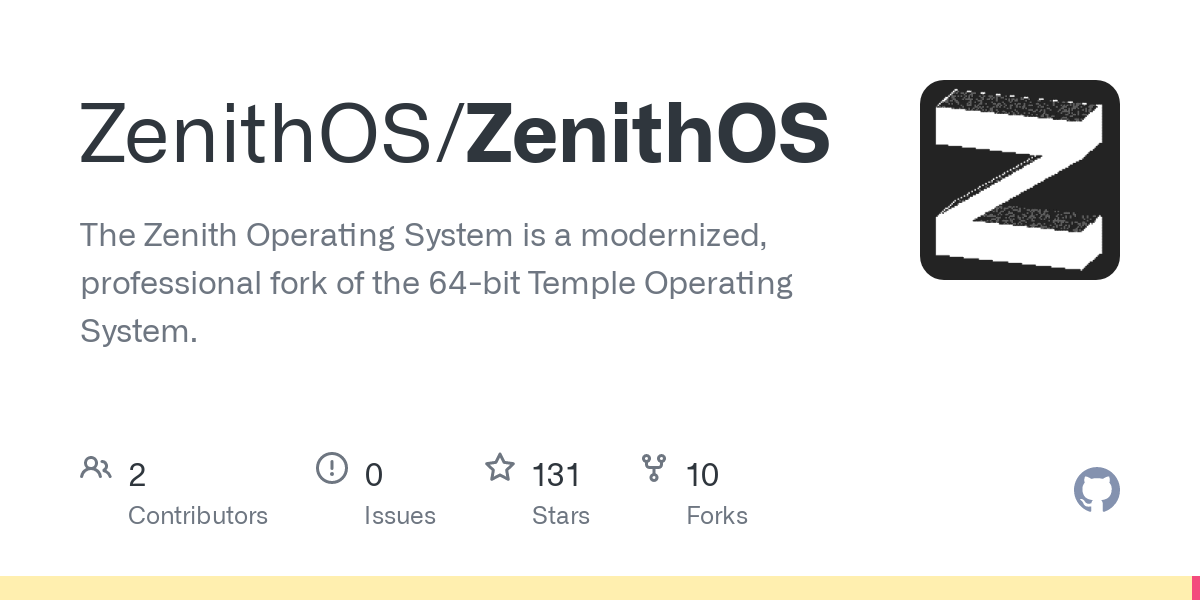 ZenithOS/ZenithOS
The Zenith Operating System is a modernized,
professional fork of the 64-bit Temple Operating
System.
2 0 131 10
Contributors Issues Stars Forks
Z